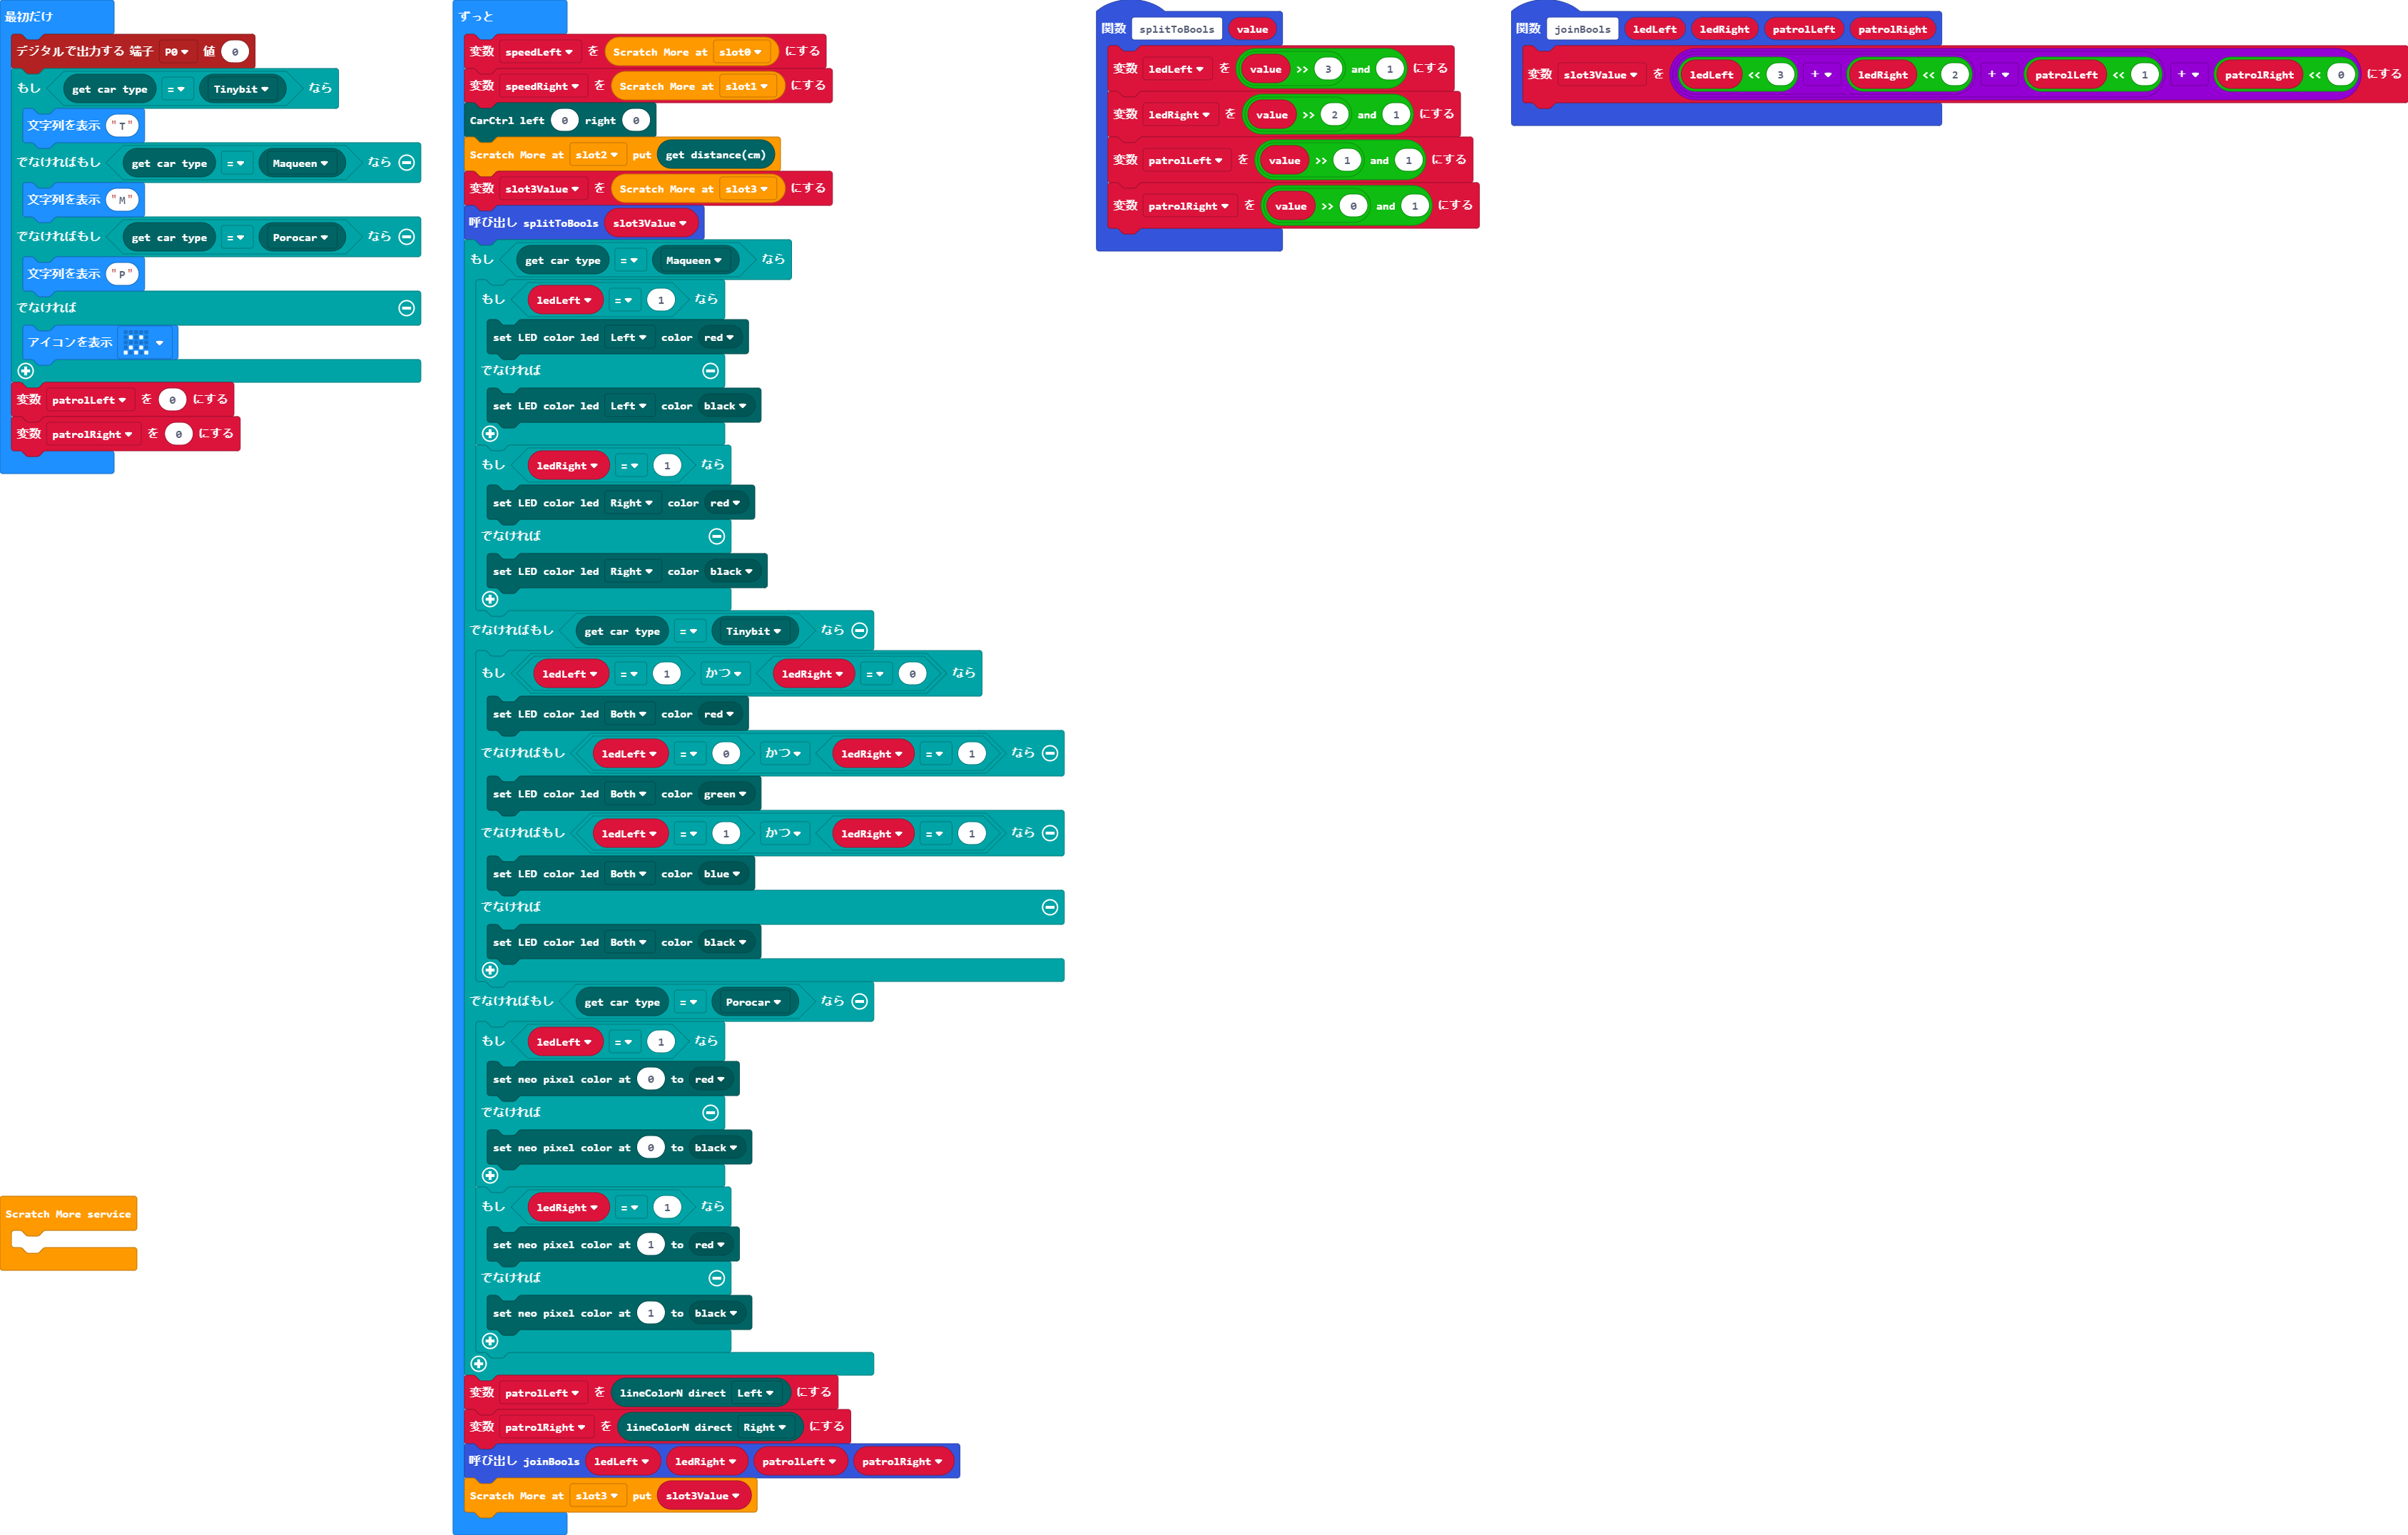 最初だけ
デジタルで出力する 端子 P0 値 0
もし get car type = Tinybit なら
文字列を表示 "T"
でなければもし get car type = Maqueen なら
文字列を表示 "M"
でなければもし get car type = Porocar なら
文字列を表示 "P"
でなければ
アイコンを表示
変数 patrolLeft を 0 にする
変数 patrolRight を 0 にする
Scratch More service
ずっと
変数 speedLeft を Scratch More at slot0 にする
変数 speedRight を Scratch More at slot1 にする
CarCtrl left 0 right 0
Scratch More at slot2 put get distance(cm)
変数 slot3Value を Scratch More at slot3 にする
呼び出し splitToBools slot3Value
もし get car type = Maqueen なら
もし ledLeft = 1 なら
set LED color led Left color red
でなければ
set LED color led Left color black
もし ledRight = 1 なら
set LED color led Right color red
でなければ
set LED color led Right color black
でなければもし get car type = Tinybit なら
もし ledLeft = 1 かつ ledRight = 0 なら
set LED color led Both color red
でなければもし ledLeft = 0 かつ ledRight = 1 なら
set LED color led Both color green
でなければもし ledLeft = 1 かつ ledRight = 1 なら
set LED color led Both color blue
でなければ
set LED color led Both color black
でなければもし get car type = Porocar なら
もし ledLeft = 1 なら
set neo pixel color at 0 to red
でなければ
set neo pixel color at 0 to black
もし ledRight = 1 なら
set neo pixel color at 1 to red
でなければ
set neo pixel color at 1 to black
変数 patrolLeft を lineColorN direct Left にする
変数 patrolRight を lineColorN direct Right にする
呼び出し joinBools ledLeft ledRight patrolLeft patrolRight
Scratch More at slot3 put slot3Value
関数 splitToBools value
変数 ledLeft を value >> 3 and 1 にする
変数 ledRight を value >> 2 and 1 にする
変数 patrolLeft を value >> 1 and 1 にする
変数 patrolRight を value >> 0 and 1 にする
関数 joinBools ledLeft ledRight patrolLeft patrolRight
変数 slot3Value を ledLeft << 3 + ledRight << 2 + patrolLeft << 1 + patrolRight << 0 にする